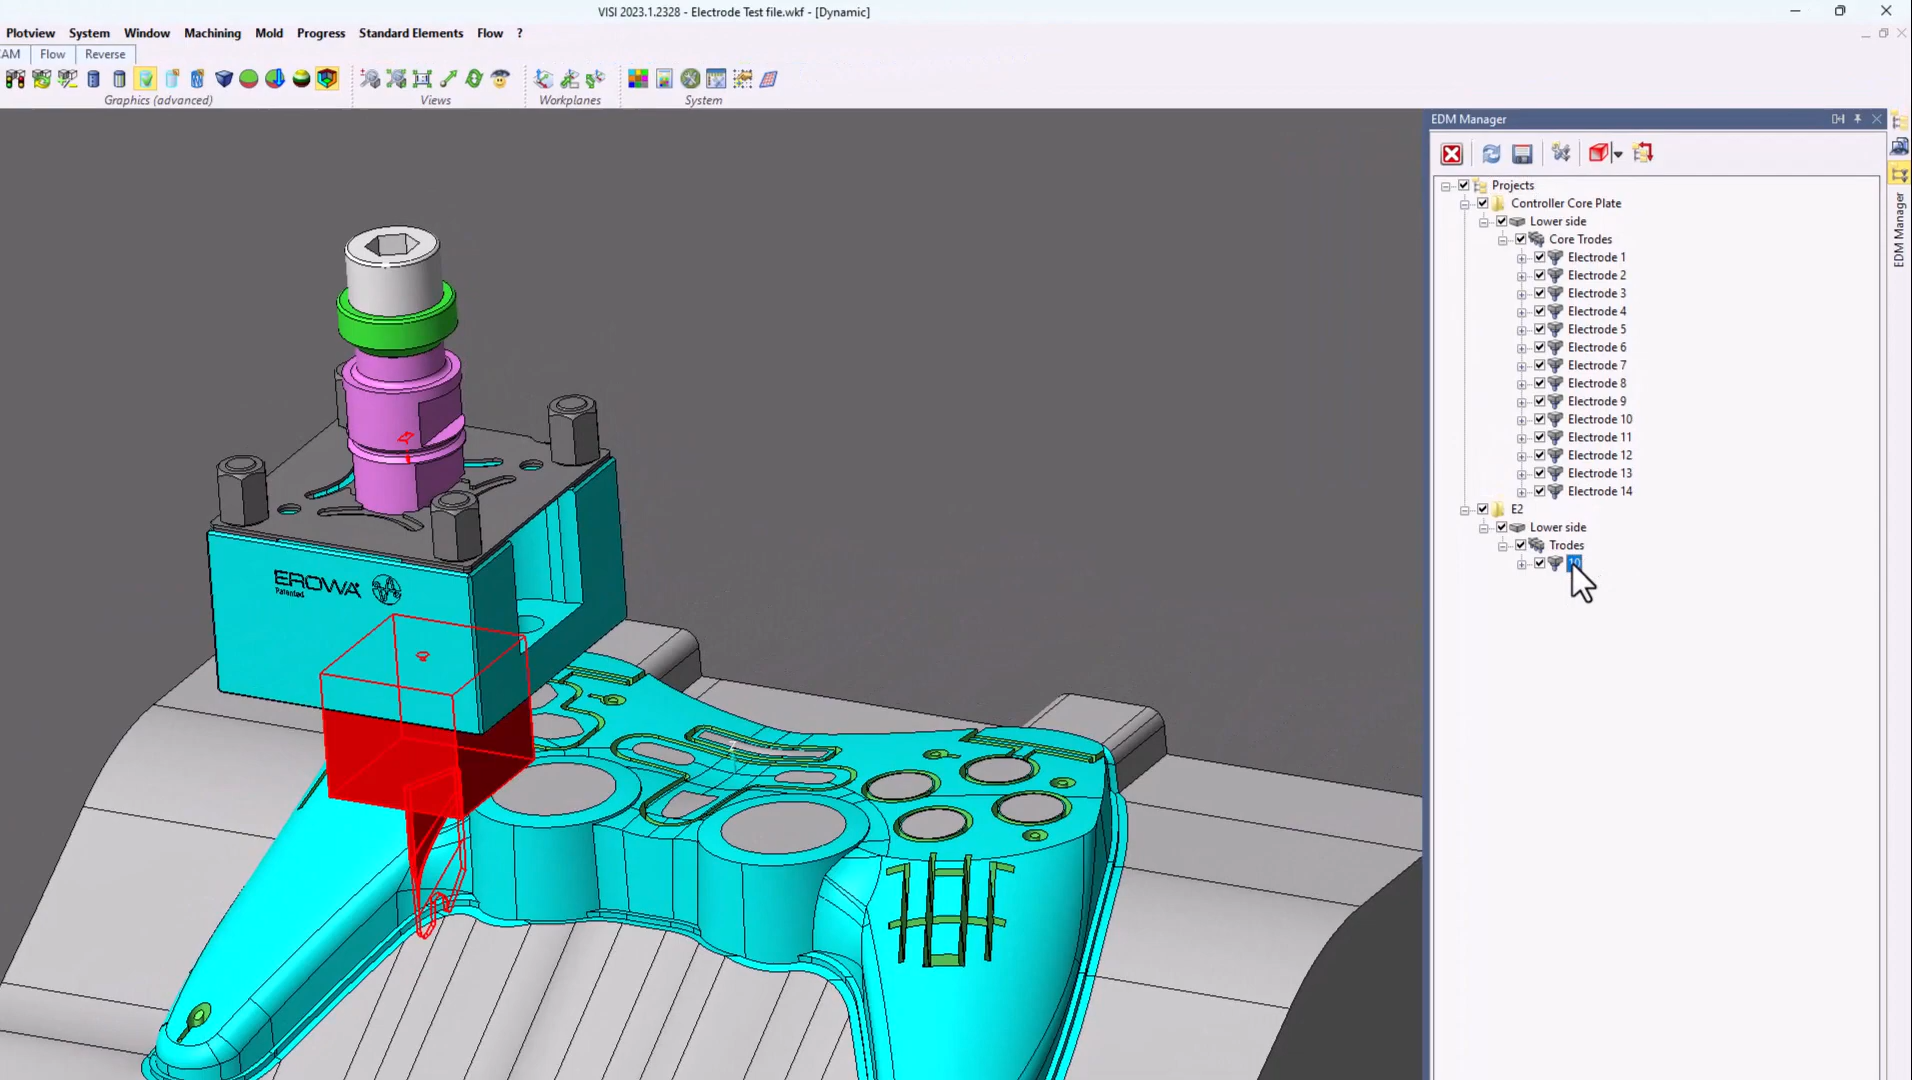 VISI 2023.1.2328 - Electrode Test file.wkf - [Dynamic]
Plotview System Window Machining Mold Progress Standard Elements Flow ?
AM Flow Reverse
Graphics (advanced) Views Workplanes System
EDM Manager
Projects
Controller Core Plate
Lower side
Core Trodes
Electrode 1
Electrode 2
Electrode 3
Electrode 4
Electrode 5
Electrode 6
Electrode 7
Electrode 8
Electrode 9
Electrode 10
Electrode 11
Electrode 12
Electrode 13
Electrode 14
E2
Lower side
Trodes
10
EDM Manager
EROWA
Patented